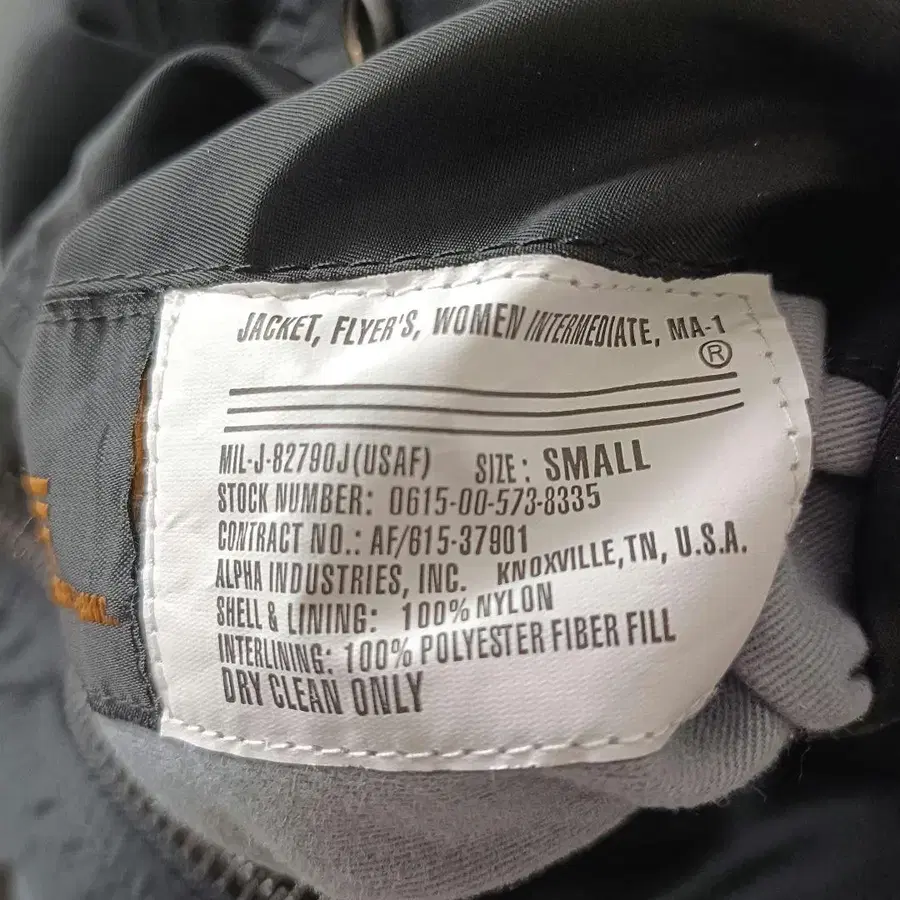 JACKET, FLYER'S, WOMEN INTERMEDIATE, MA-1
®
MIL-J-82790J(USAF) SIZE: SMALL
STOCK NUMBER: 0615-00-573-8335
CONTRACT NO.: AF/615-37901
ALPHA INDUSTRIES, INC. KNOXVILLE, TN, U.S.A.
SHELL & LINING: 100% NYLON
INTERLINING: 100% POLYESTER FIBER FILL
DRY CLEAN ONLY